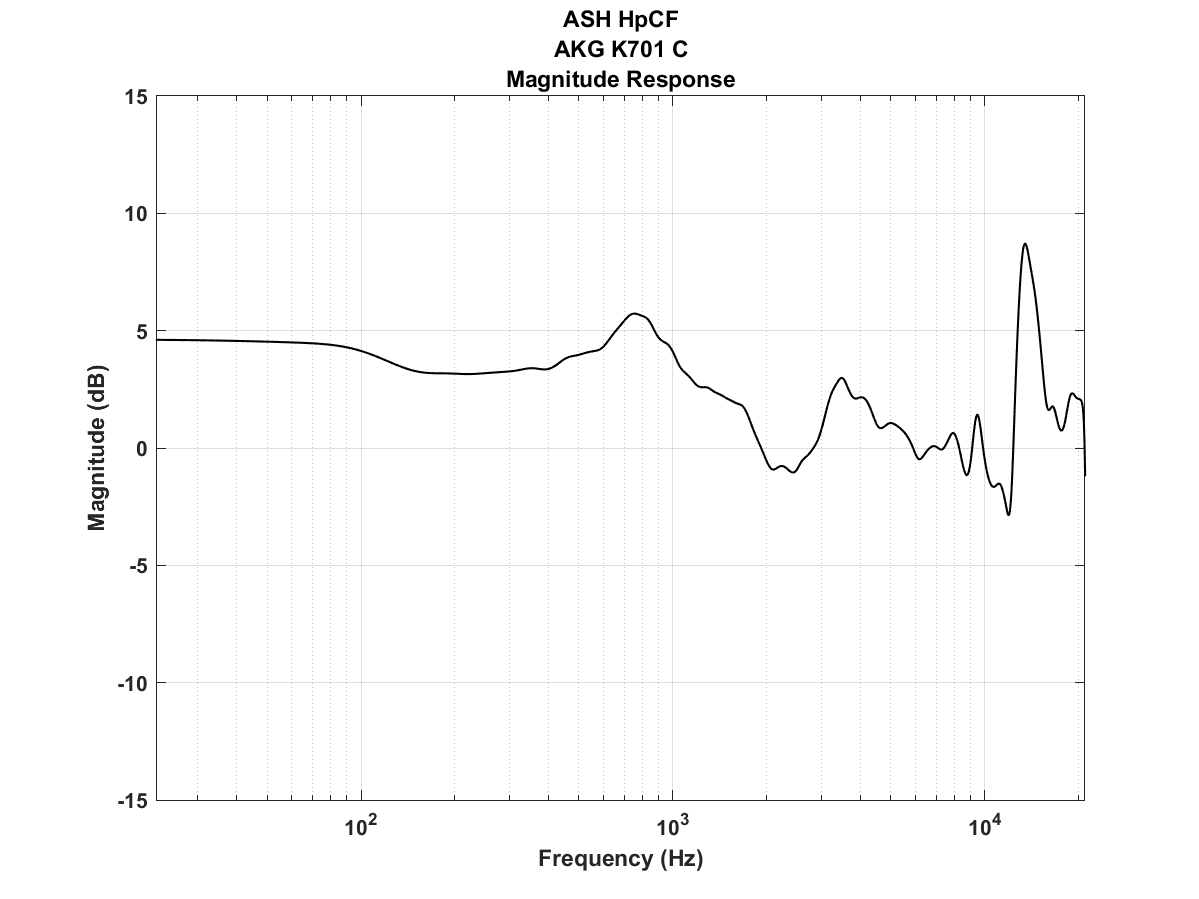 ASH HpCF
AKG K701 C
Magnitude Response
15
10
5
0
-5
-10
-15
Magnitude (dB)
10² 10³ 10⁴
Frequency (Hz)